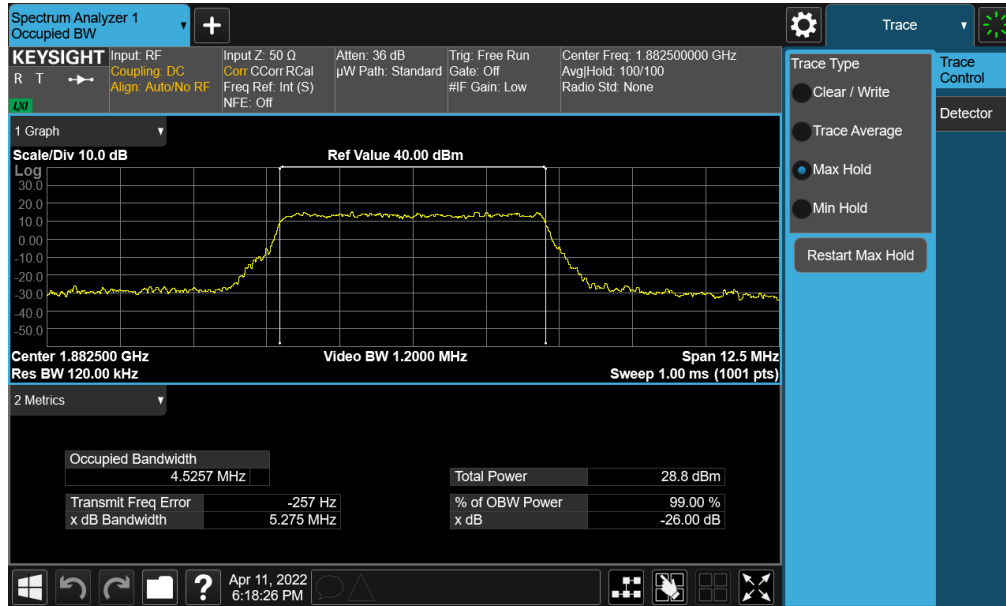 Spectrum Analyzer 1
Occupied BW
+
Trace
KEYSIGHT
R T
LXI
Input: RF
Coupling: DC
Align: Auto/No RF
Input Z: 50 Ω
Corr CCorr RCal
Freq Ref: Int (S)
NFE: Off
Atten: 36 dB
µW Path: Standard
Trig: Free Run
Gate: Off
#IF Gain: Low
Center Freq: 1.882500000 GHz
Avg|Hold: 100/100
Radio Std: None
1 Graph
Scale/Div 10.0 dB
Ref Value 40.00 dBm
Log
30.0
20.0
10.0
0.00
-10.0
-20.0
-30.0
-40.0
-50.0
Center 1.882500 GHz
Video BW 1.2000 MHz
Span 12.5 MHz
Res BW 120.00 kHz
Sweep 1.00 ms (1001 pts)
2 Metrics
Occupied Bandwidth
4.5257 MHz
Total Power 28.8 dBm
Transmit Freq Error -257 Hz
% of OBW Power 99.00 %
x dB Bandwidth 5.275 MHz
x dB -26.00 dB
?
Apr 11, 2022
6:18:26 PM
Trace Type
Clear / Write
Trace Average
Max Hold
Min Hold
Restart Max Hold
Trace
Control
Detector